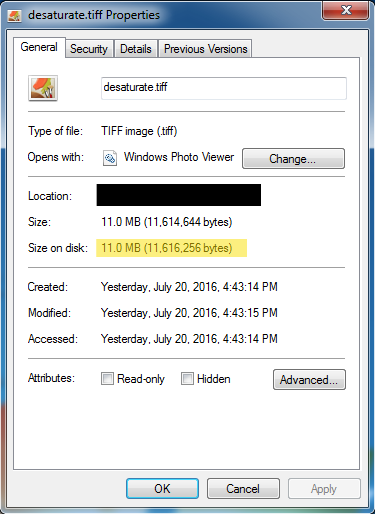 desaturate.tiff Properties
General Security Details Previous Versions
desaturate.tiff
Type of file: TIFF image (.tiff)
Opens with: Windows Photo Viewer Change...
Location:
Size: 11.0 MB (11,614,644 bytes)
Size on disk: 11.0 MB (11,616,256 bytes)
Created: Yesterday, July 20, 2016, 4:43:14 PM
Modified: Yesterday, July 20, 2016, 4:43:15 PM
Accessed: Yesterday, July 20, 2016, 4:43:14 PM
Attributes: Read-only Hidden Advanced...
OK Cancel Apply